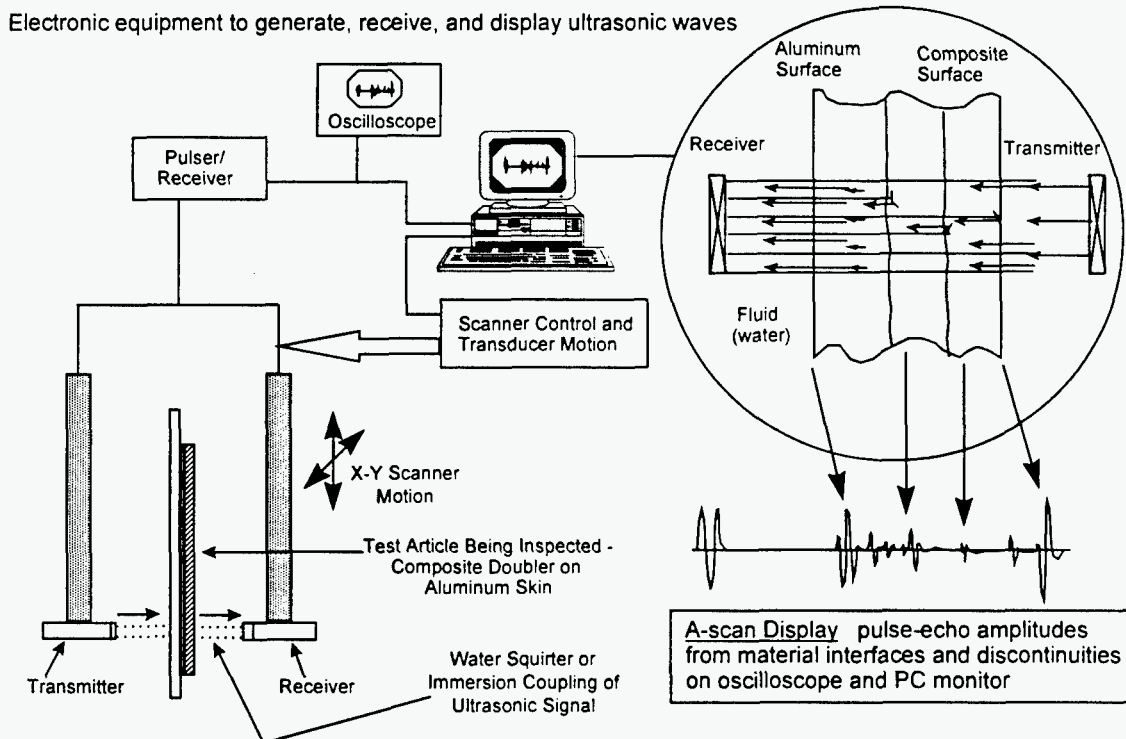 Electronic equipment to generate, receive, and display ultrasonic waves
Oscilloscope
Pulser/
Receiver
Scanner Control and
Transducer Motion
X-Y Scanner
Motion
Test Article Being Inspected -
Composite Doubler on
Aluminum Skin
Transmitter
Receiver
Water Squirter or
Immersion Coupling of
Ultrasonic Signal
Aluminum
Surface
Composite
Surface
Receiver
Transmitter
Fluid
(water)
A-scan Display pulse-echo amplitudes
from material interfaces and discontinuities
on oscilloscope and PC monitor